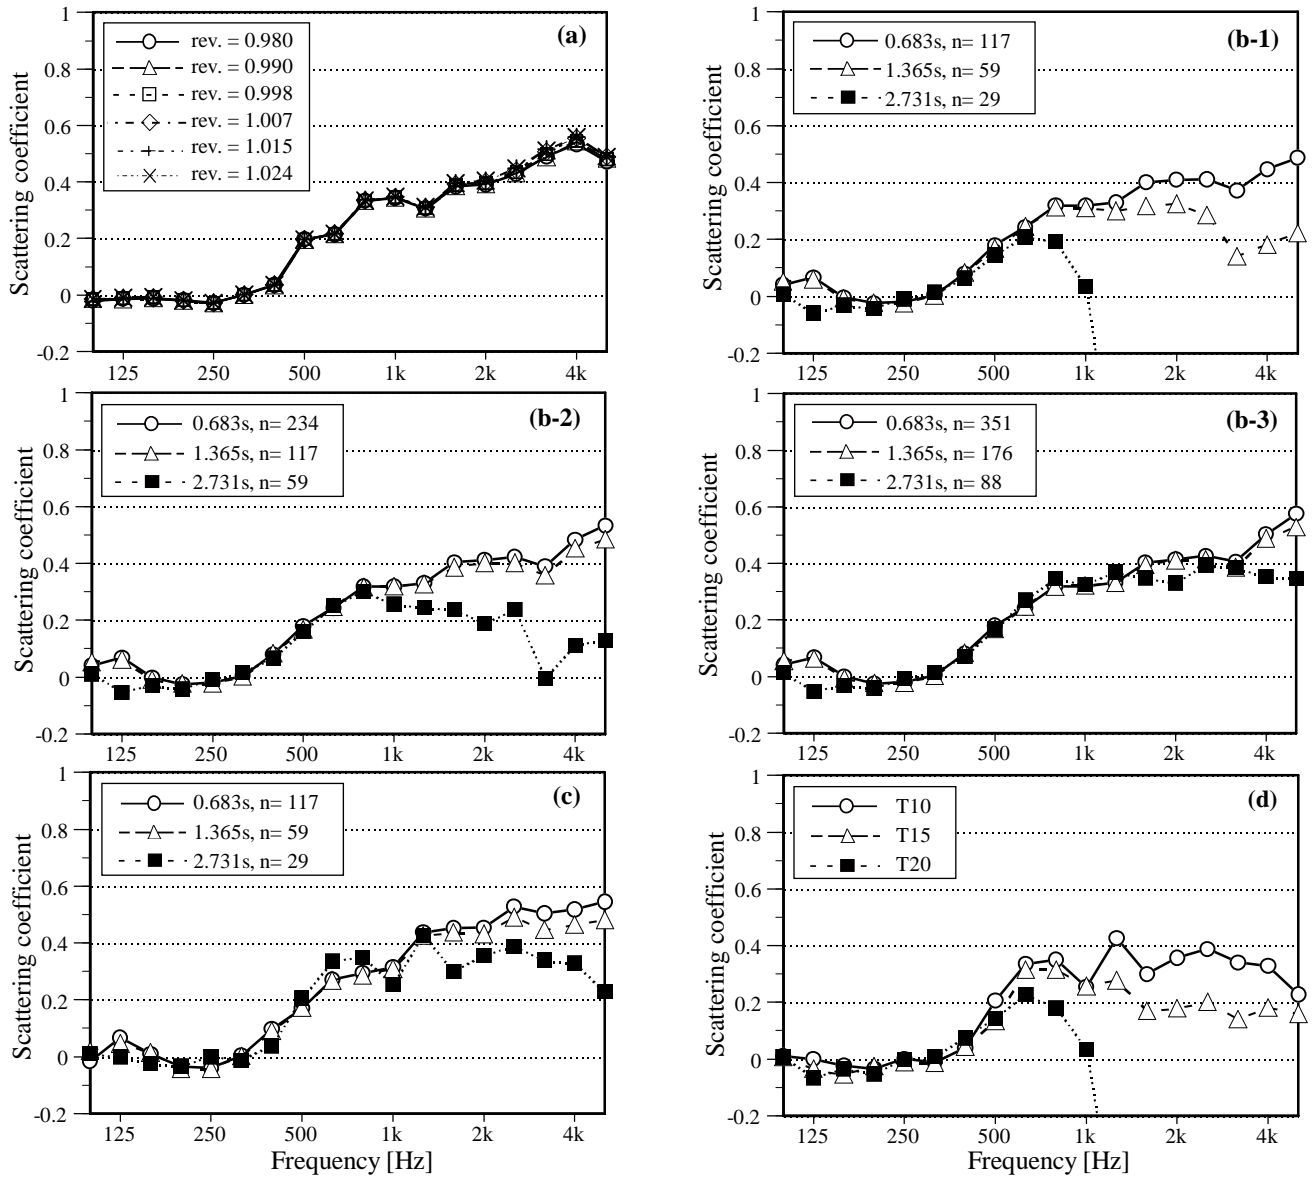 (a)
rev. = 0.980
rev. = 0.990
rev. = 0.998
rev. = 1.007
rev. = 1.015
rev. = 1.024
Scattering coefficient
1
0.8
0.6
0.4
0.2
0
-0.2
125 250 500 1k 2k 4k
(b-1)
0.683s, n= 117
1.365s, n= 59
2.731s, n= 29
Scattering coefficient
1
0.8
0.6
0.4
0.2
0
-0.2
125 250 500 1k 2k 4k
(b-2)
0.683s, n= 234
1.365s, n= 117
2.731s, n= 59
Scattering coefficient
1
0.8
0.6
0.4
0.2
0
-0.2
125 250 500 1k 2k 4k
(b-3)
0.683s, n= 351
1.365s, n= 176
2.731s, n= 88
Scattering coefficient
1
0.8
0.6
0.4
0.2
0
-0.2
125 250 500 1k 2k 4k
(c)
0.683s, n= 117
1.365s, n= 59
2.731s, n= 29
Scattering coefficient
1
0.8
0.6
0.4
0.2
0
-0.2
125 250 500 1k 2k 4k
Frequency [Hz]
(d)
T10
T15
T20
Scattering coefficient
1
0.8
0.6
0.4
0.2
0
-0.2
125 250 500 1k 2k 4k
Frequency [Hz]